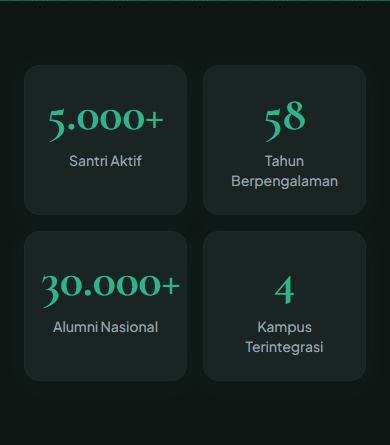 5.000+
Santri Aktif
58
Tahun
Berpengalaman
30.000+
Alumni Nasional
4
Kampus
Terintegrasi